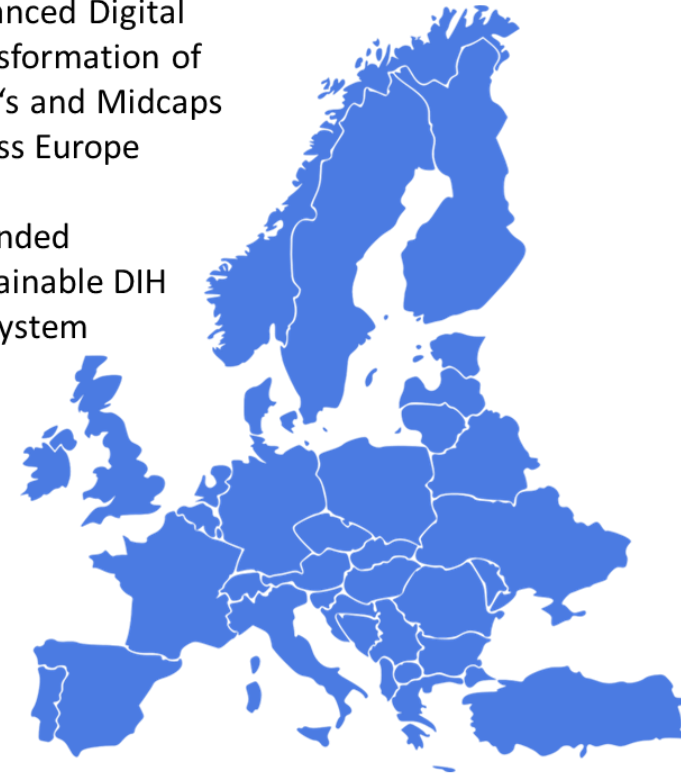 anced Digital
sformation of
's and Midcaps
ss Europe
nded
ainable DIH
ystem